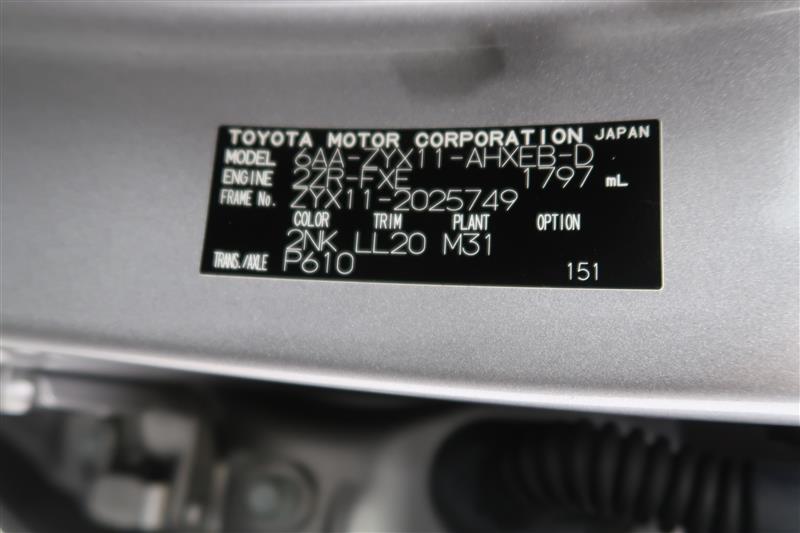 TOYOTA MOTOR CORPORATION JAPAN
MODEL 6AA-ZYX11-AHXEB-D
ENGINE 2ZR-FXE 1797 mL
FRAME No. ZYX11-2025749
COLOR TRIM PLANT OPTION
2NK LL20 M31
TRANS./AXLE P610 151